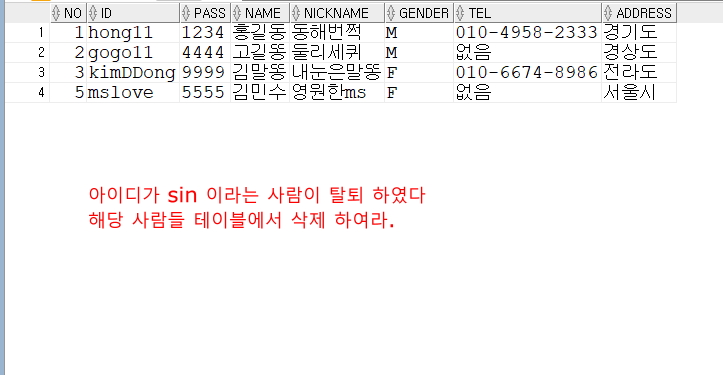 NO ID PASS NAME NICKNAME GENDER TEL ADDRESS
1 1 hong11 1234 홍길동 동해번쩍 M 010-4958-2333 경기도
2 2 gogo11 4444 고길똥 둘리세퀴 M 없음 경상도
3 3 kimDDong 9999 김말똥 내눈은말똥 F 010-6674-8986 전라도
4 5 mslove 5555 김민수 영원한ms F 없음 서울시
아이디가 sin 이라는 사람이 탈퇴 하였다
해당 사람들 테이블에서 삭제 하여라.